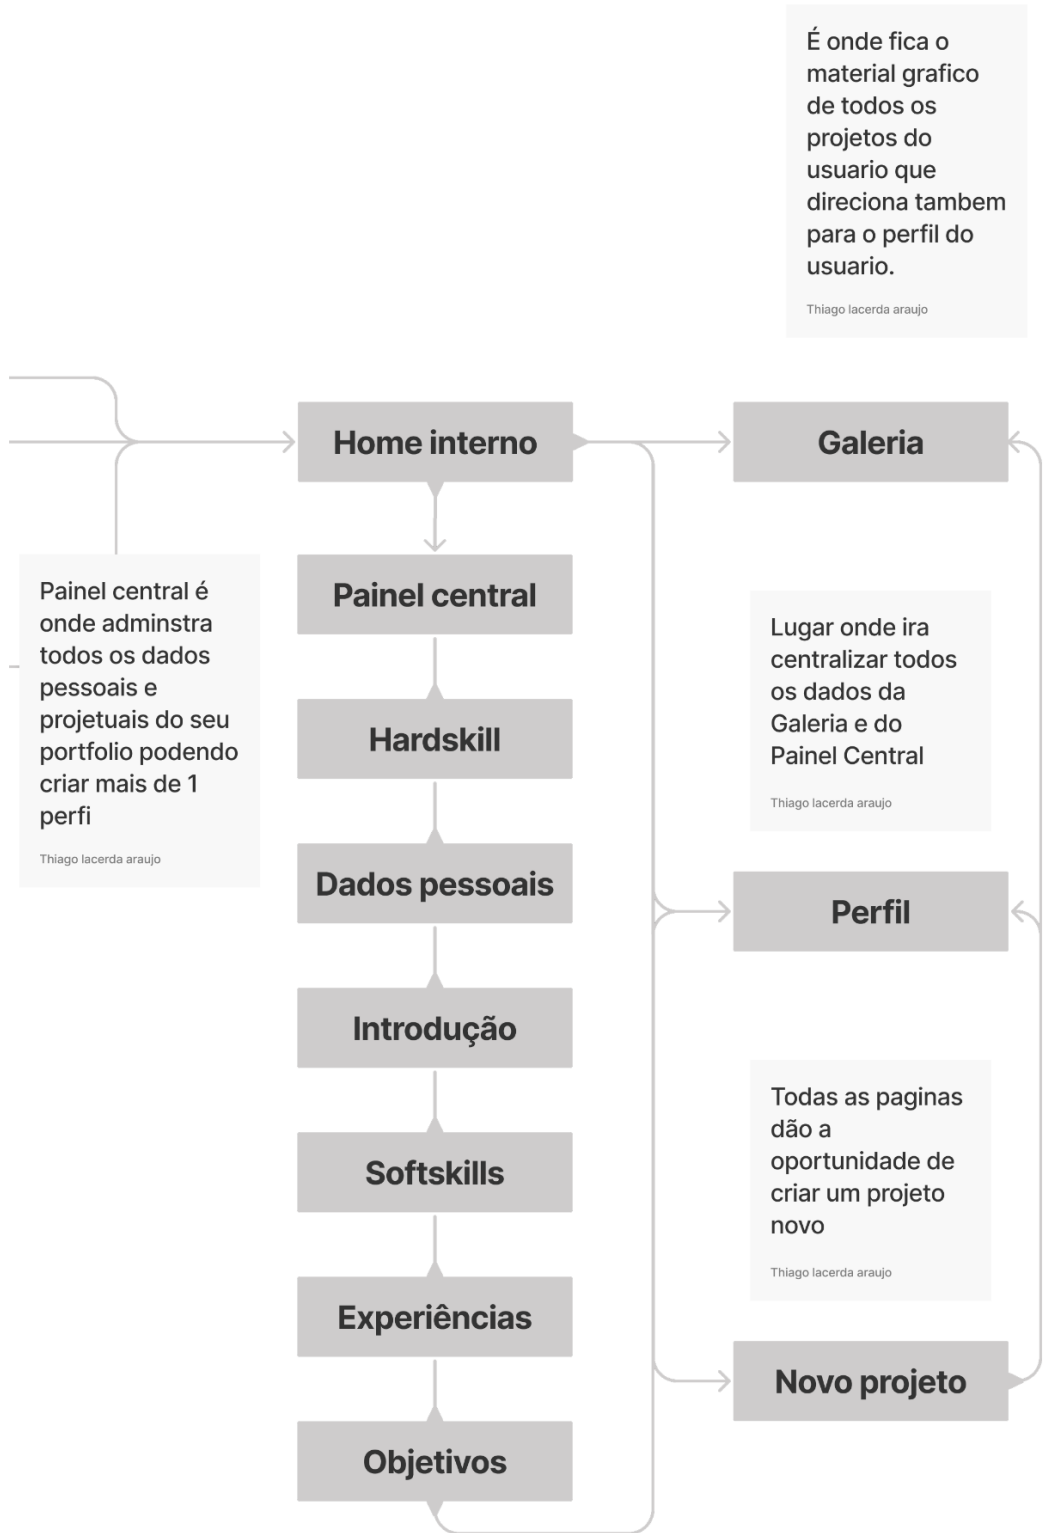 É onde fica o
material grafico
de todos os
projetos do
usuario que
direciona tambem
para o perfil do
usuario.
Thiago lacerda araujo
Home interno
Galeria
Painel central é
onde adminstra
todos os dados
pessoais e
projetuais do seu
portfolio podendo
criar mais de 1
perfi
Thiago lacerda araujo
Painel central
Hardskill
Dados pessoais
Introdução
Softskills
Experiências
Objetivos
Lugar onde ira
centralizar todos
os dados da
Galeria e do
Painel Central
Thiago lacerda araujo
Perfil
Todas as paginas
dão a
oportunidade de
criar um projeto
novo
Thiago lacerda araujo
Novo projeto